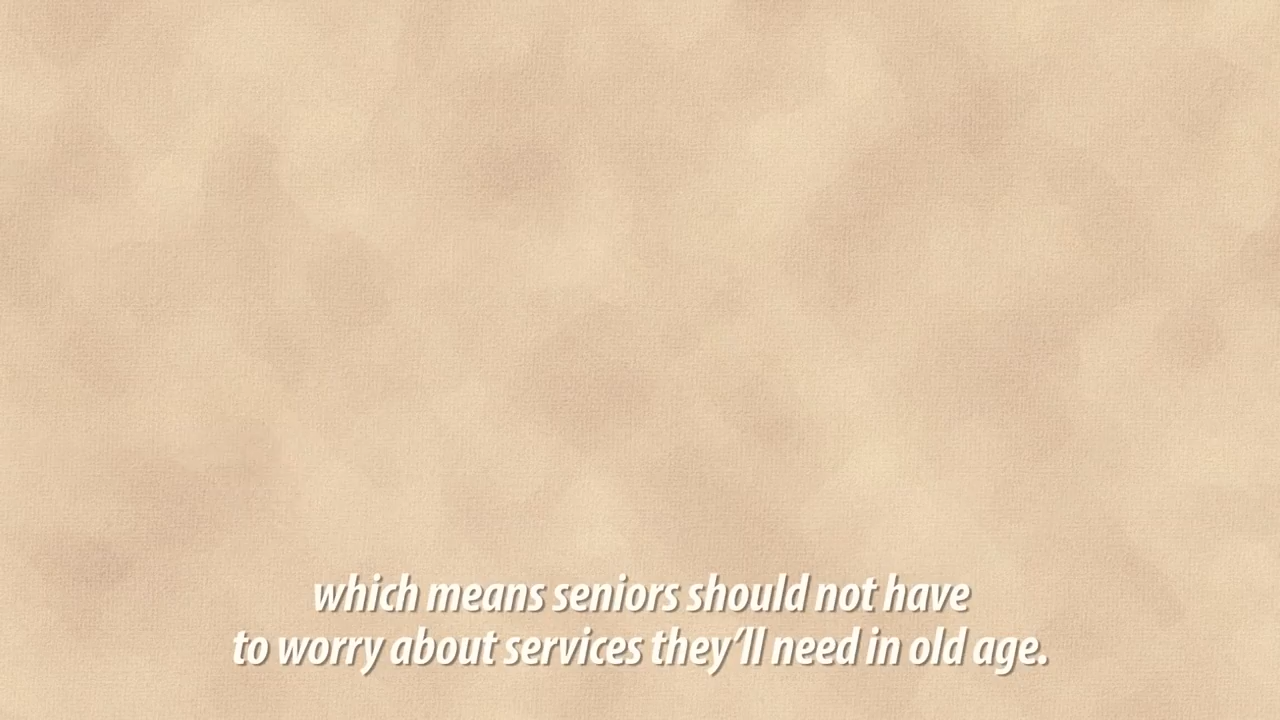 which means seniors should not have
to worry about services they’ll need in old age.